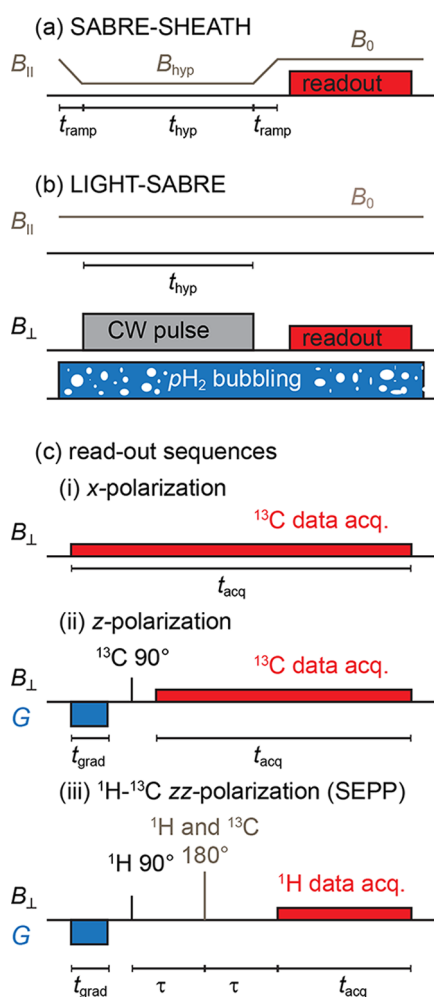 (a) SABRE-SHEATH
B∥ Bhyp B0
readout
tramp thyp tramp
(b) LIGHT-SABRE
B∥ B0
thyp
B⊥ CW pulse readout
pH2 bubbling
(c) read-out sequences
(i) x-polarization
B⊥ 13C data acq.
tacq
(ii) z-polarization
13C 90° 13C data acq.
B⊥
G
tgrad tacq
(iii) 1H-13C zz-polarization (SEPP)
1H and 13C
180°
1H 90° 1H data acq.
B⊥
G
tgrad τ τ tacq